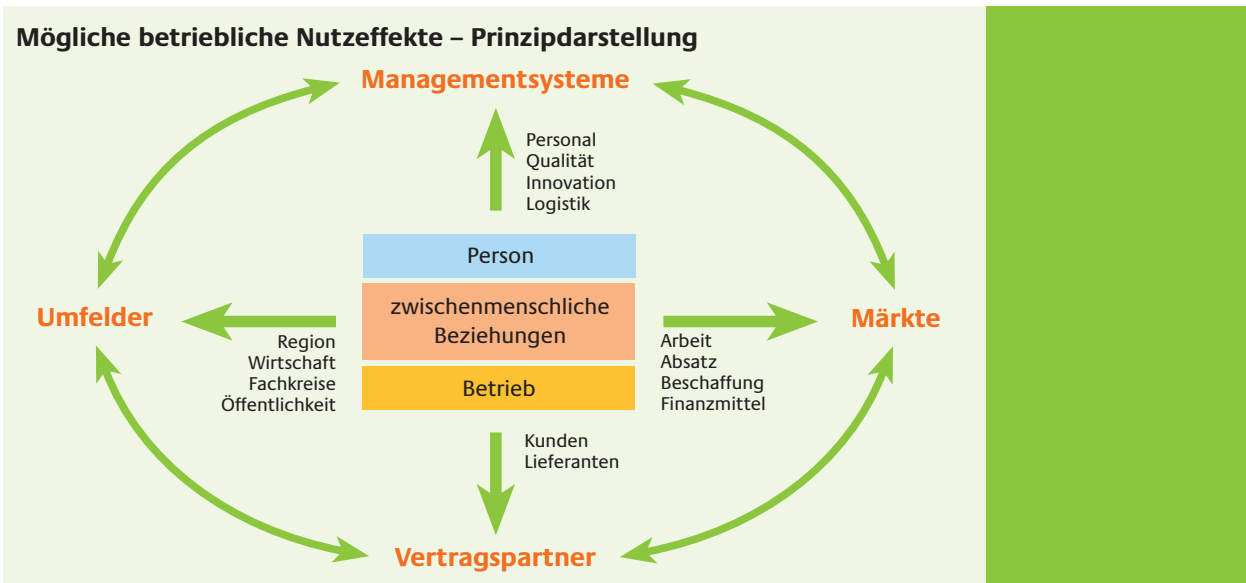 Mögliche betriebliche Nutzeffekte – Prinzipdarstellung
Managementsysteme
Personal
Qualität
Innovation
Logistik
Person
zwischenmenschliche
Beziehungen
Betrieb
Umfelder
Region
Wirtschaft
Fachkreise
Öffentlichkeit
Märkte
Arbeit
Absatz
Beschaffung
Finanzmittel
Kunden
Lieferanten
Vertragspartner